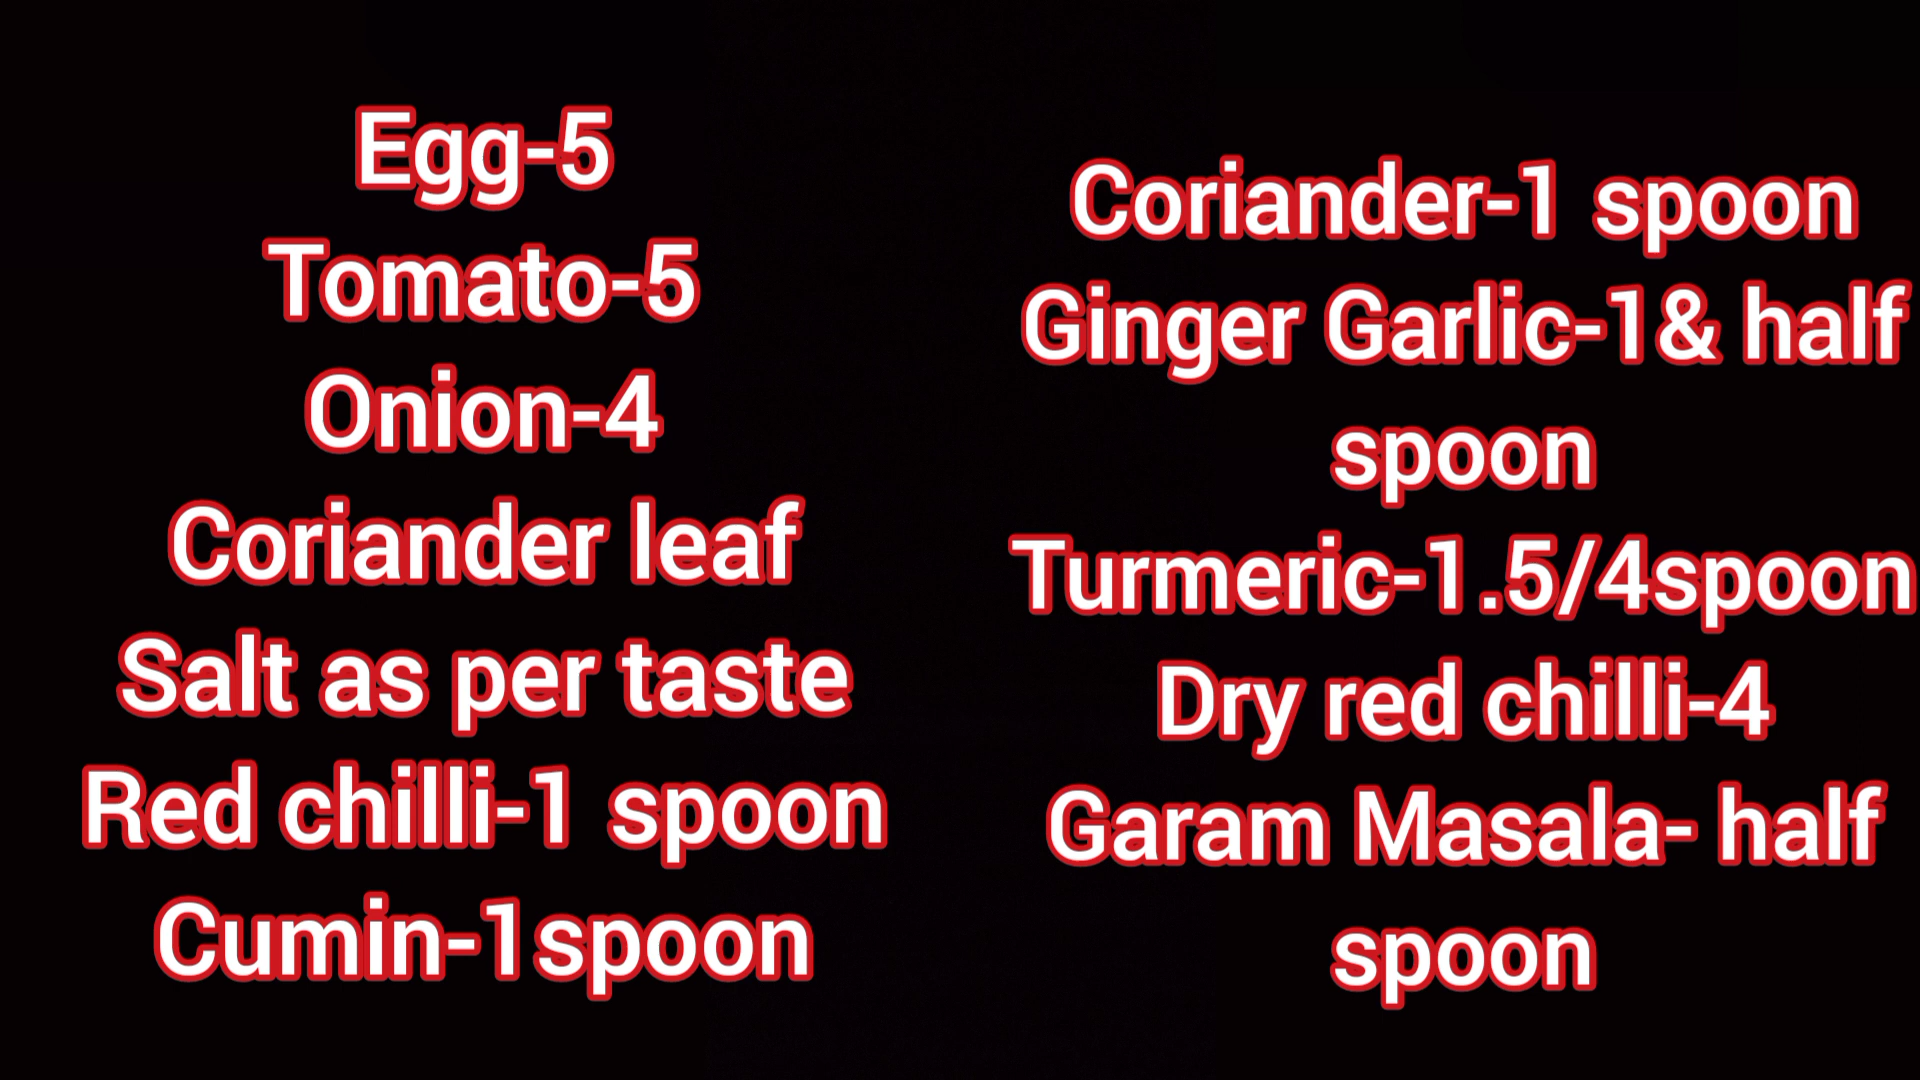 Egg-5
Tomato-5
Onion-4
Coriander leaf
Salt as per taste
Red chilli-1 spoon
Cumin-1spoon
Coriander-1 spoon
Ginger Garlic-1& half
spoon
Turmeric-1.5/4spoon
Dry red chilli-4
Garam Masala- half
spoon